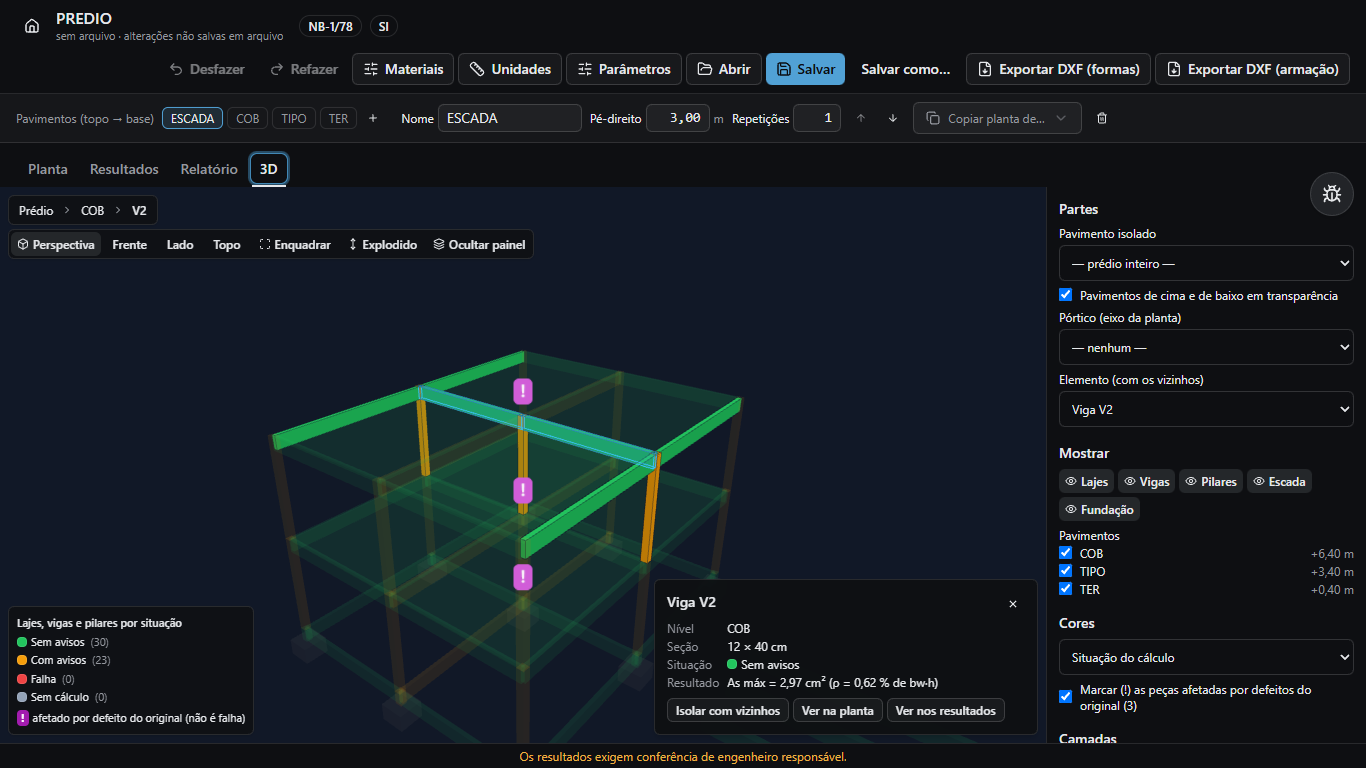 PREDIO
sem arquivo · alterações não salvas em arquivo
NB-1/78
SI
Desfazer
Refazer
Materiais
Unidades
Parâmetros
Abrir
Salvar
Salvar como...
Exportar DXF (formas)
Exportar DXF (armação)
Pavimentos (topo → base)
ESCADA
COB
TIPO
TER
+
Nome
ESCADA
Pé-direito
3,00
m
Repetições
1
↑
↓
Copiar planta de...
Planta
Resultados
Relatório
3D
Prédio > COB > V2
Perspectiva
Frente
Lado
Topo
Enquadrar
Explodido
Ocultar painel
!
!
!
Lajes, vigas e pilares por situação
Sem avisos (30)
Com avisos (23)
Falha (0)
Sem cálculo (0)
! afetado por defeito do original (não é falha)
Viga V2
×
Nível COB
Seção 12 × 40 cm
Situação Sem avisos
Resultado As máx = 2,97 cm² (ρ = 0,62 % de bw·h)
Isolar com vizinhos
Ver na planta
Ver nos resultados
Partes
Pavimento isolado
— prédio inteiro —
Pavimentos de cima e de baixo em transparência
Pórtico (eixo da planta)
— nenhum —
Elemento (com os vizinhos)
Viga V2
Mostrar
Lajes
Vigas
Pilares
Escada
Fundação
Pavimentos
COB +6,40 m
TIPO +3,40 m
TER +0,40 m
Cores
Situação do cálculo
Marcar (!) as peças afetadas por defeitos do
original (3)
Camadas
Os resultados exigem conferência de engenheiro responsável.